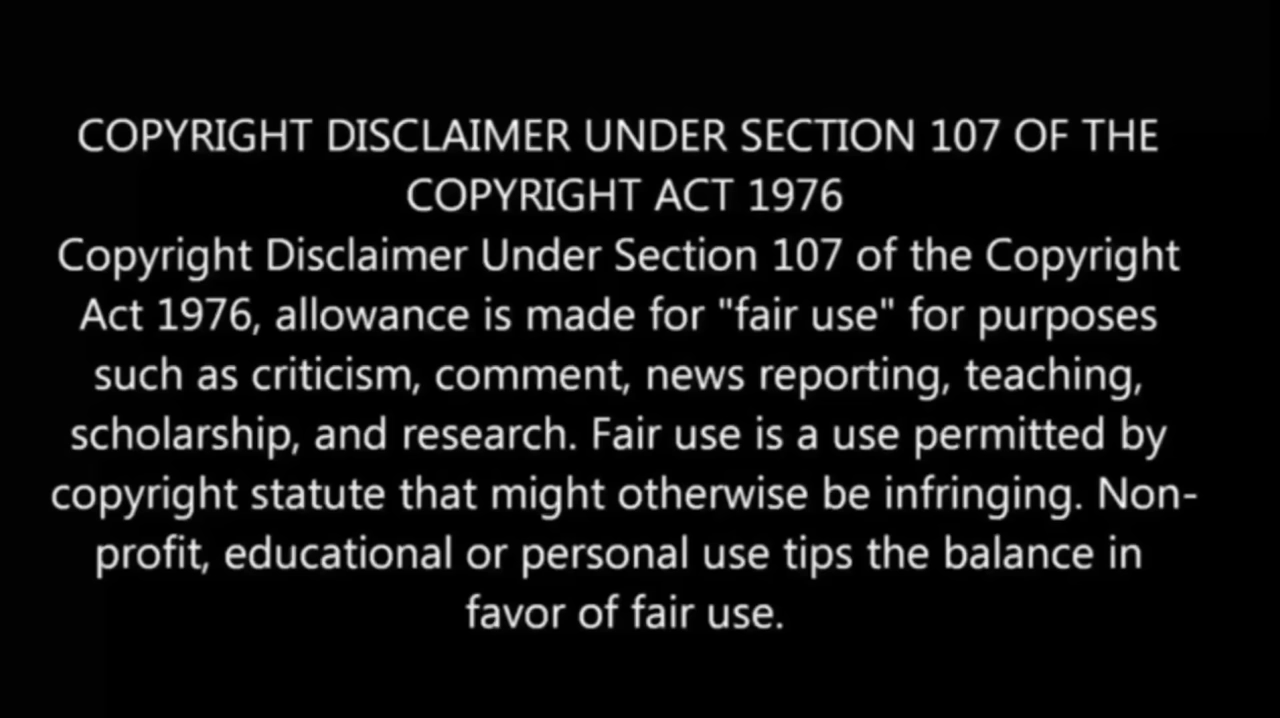 COPYRIGHT DISCLAIMER UNDER SECTION 107 OF THE
COPYRIGHT ACT 1976
Copyright Disclaimer Under Section 107 of the Copyright
Act 1976, allowance is made for "fair use" for purposes
such as criticism, comment, news reporting, teaching,
scholarship, and research. Fair use is a use permitted by
copyright statute that might otherwise be infringing. Non-
profit, educational or personal use tips the balance in
favor of fair use.